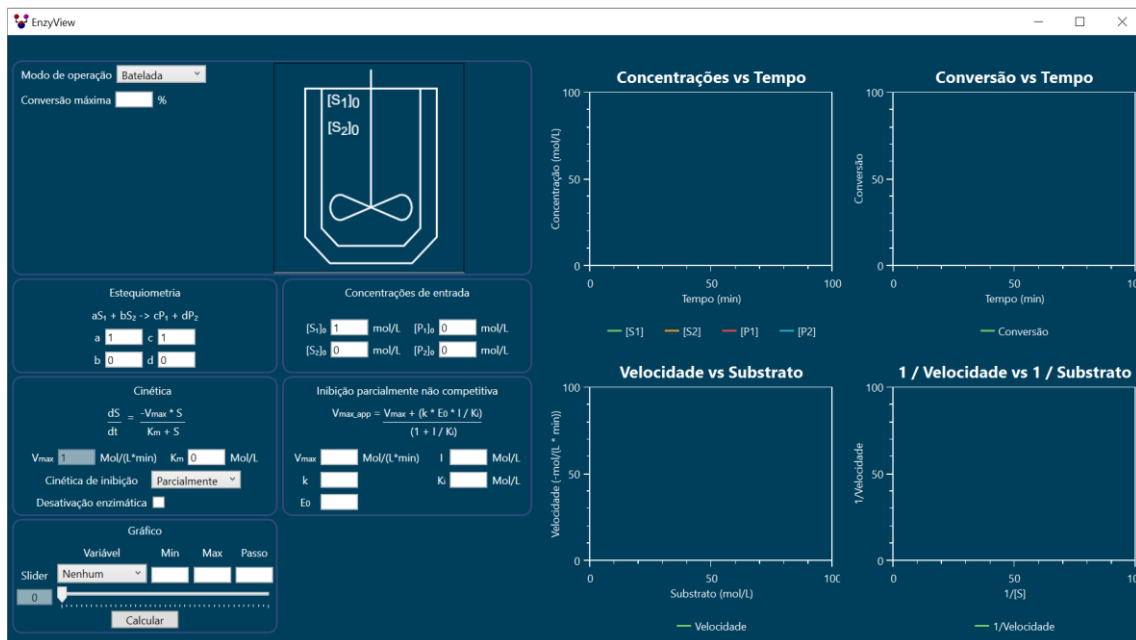 EnzyView
Modo de operação Batelada
Conversão máxima %
[S₁]₀
[S₂]₀
Estequiometria
aS₁ + bS₂ -> cP₁ + dP₂
a 1 c 1
b 0 d 0
Concentrações de entrada
[S₁]₀ 1 mol/L [P₁]₀ 0 mol/L
[S₂]₀ 0 mol/L [P₂]₀ 0 mol/L
Cinética
dS
dt
=
-Vmax * S
Km + S
Vmax 1 Mol/(L*min) Km 0 Mol/L
Cinética de inibição Parcialmente
Desativação enzimática
Inibição parcialmente não competitiva
Vmax_app = Vmax + (k * E₀ * I / Kᵢ)
(1 + I / Kᵢ)
Vmax Mol/(L*min) I Mol/L
k Kᵢ Mol/L
E₀
Gráfico
Variável Min Max Passo
Slider Nenhum
0
Calcular
Concentrações vs Tempo
Concentração (mol/L)
100
50
0
0 50 100
Tempo (min)
[S1] [S2] [P1] [P2]
Conversão vs Tempo
Conversão
100
50
0
0 50 100
Tempo (min)
Conversão
Velocidade vs Substrato
Velocidade (-mol/(L * min))
100
50
0
0 50 100
Substrato (mol/L)
Velocidade
1 / Velocidade vs 1 / Substrato
1/Velocidade
100
50
0
0 50 100
1/[S]
1/Velocidade